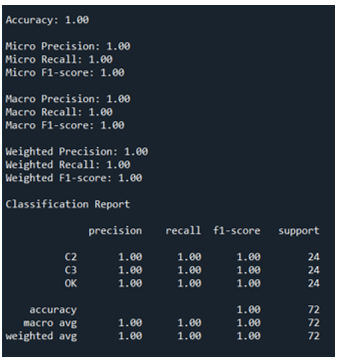 Accuracy: 1.00
Micro Precision: 1.00
Micro Recall: 1.00
Micro F1-score: 1.00
Macro Precision: 1.00
Macro Recall: 1.00
Macro F1-score: 1.00
Weighted Precision: 1.00
Weighted Recall: 1.00
Weighted F1-score: 1.00
Classification Report
precision recall f1-score support
C2 1.00 1.00 1.00 24
C3 1.00 1.00 1.00 24
OK 1.00 1.00 1.00 24
accuracy 1.00 72
macro avg 1.00 1.00 1.00 72
weighted avg 1.00 1.00 1.00 72